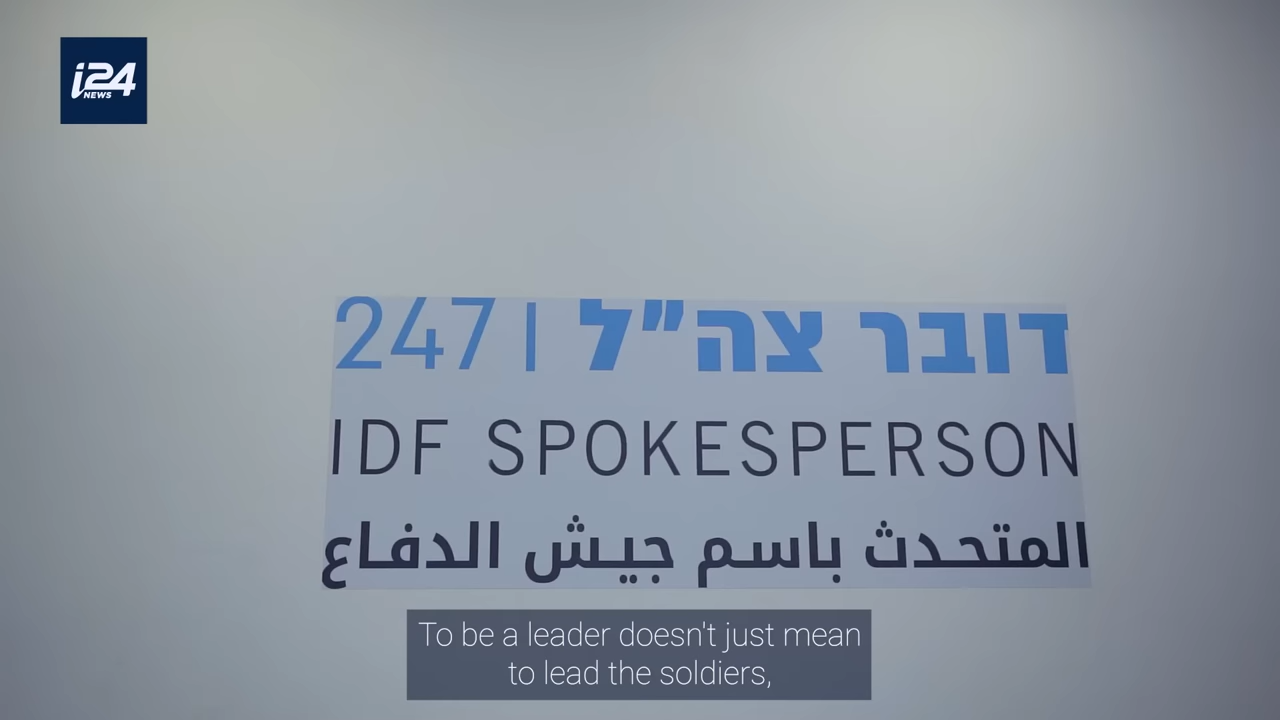 i24
NEWS
דובר צה"ל | 247
IDF SPOKESPERSON
المتحدث باسم جيش الدفاع
To be a leader doesn't just mean
to lead the soldiers,